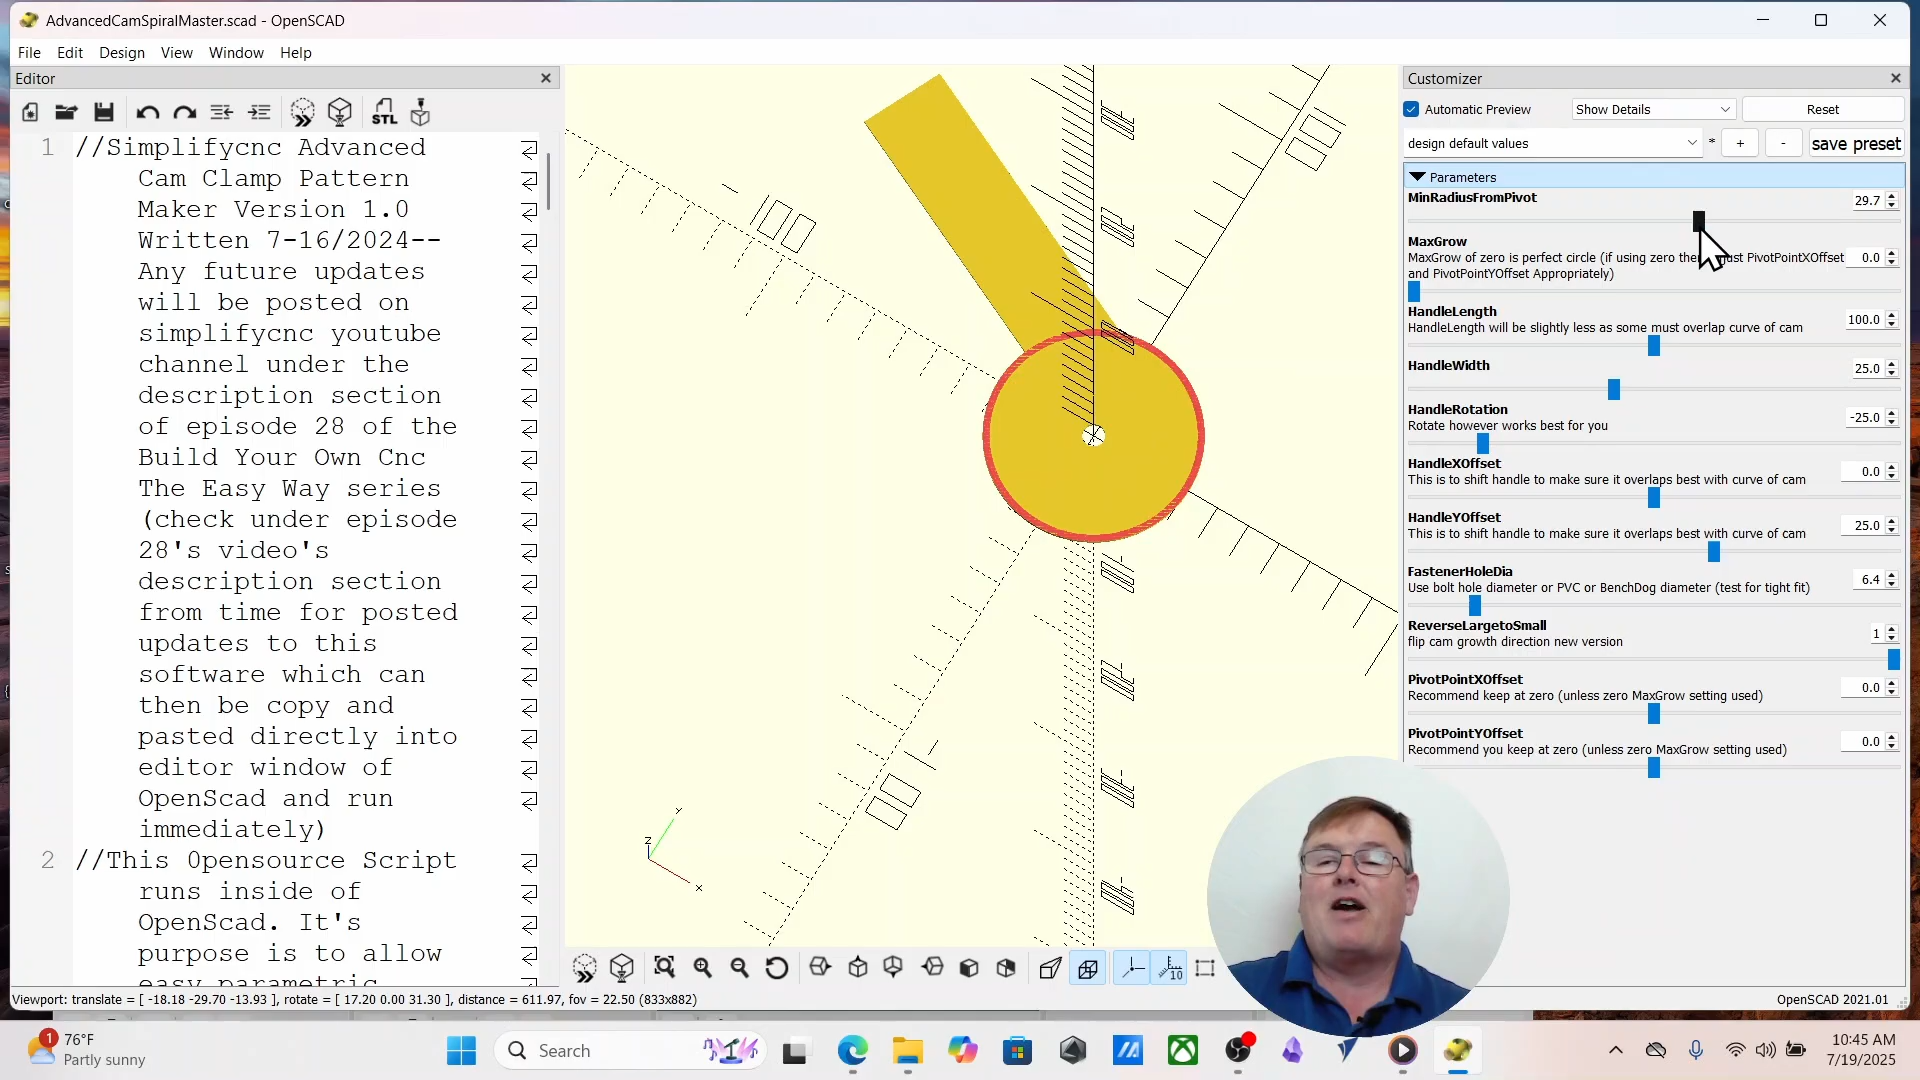 AdvancedCamSpiralMaster.scad - OpenSCAD
File Edit Design View Window Help
Editor
STL
1 //Simplifycnc Advanced
Cam Clamp Pattern
Maker Version 1.0
Written 7-16/2024--
Any future updates
will be posted on
simplifycnc youtube
channel under the
description section
of episode 28 of the
Build Your Own Cnc
The Easy Way series
(check under episode
28's video's
description section
from time for posted
updates to this
software which can
then be copy and
pasted directly into
editor window of
OpenScad and run
immediately)
2 //This Opensource Script
runs inside of
OpenScad. It's
purpose is to allow
easy parametric
z
Y
x
10
Customizer
Automatic Preview Show Details Reset
design default values * + - save preset
Parameters
MinRadiusFromPivot 29.7
MaxGrow
MaxGrow of zero is perfect circle (if using zero PivotPointXOffset 0.0
and PivotPointYOffset Appropriately)
HandleLength
HandleLength will be slightly less as some must overlap curve of cam 100.0
HandleWidth 25.0
HandleRotation
Rotate however works best for you -25.0
HandleXOffset
This is to shift handle to make sure it overlaps best with curve of cam 0.0
HandleYOffset
This is to shift handle to make sure it overlaps best with curve of cam 25.0
FastenerHoleDia
Use bolt hole diameter or PVC or BenchDog diameter (test for tight fit) 6.4
ReverseLargetoSmall
flip cam growth direction new version 1
PivotPointXOffset
Recommend keep at zero (unless zero MaxGrow setting used) 0.0
PivotPointYOffset
Recommend you keep at zero (unless zero MaxGrow setting used) 0.0
Viewport: translate = [ -18.18 -29.70 -13.93 ], rotate = [ 17.20 0.00 31.30 ], distance = 611.97, fov = 22.50 (833x882)
OpenSCAD 2021.01
1
76°F
Partly sunny
Search
10:45 AM
7/19/2025